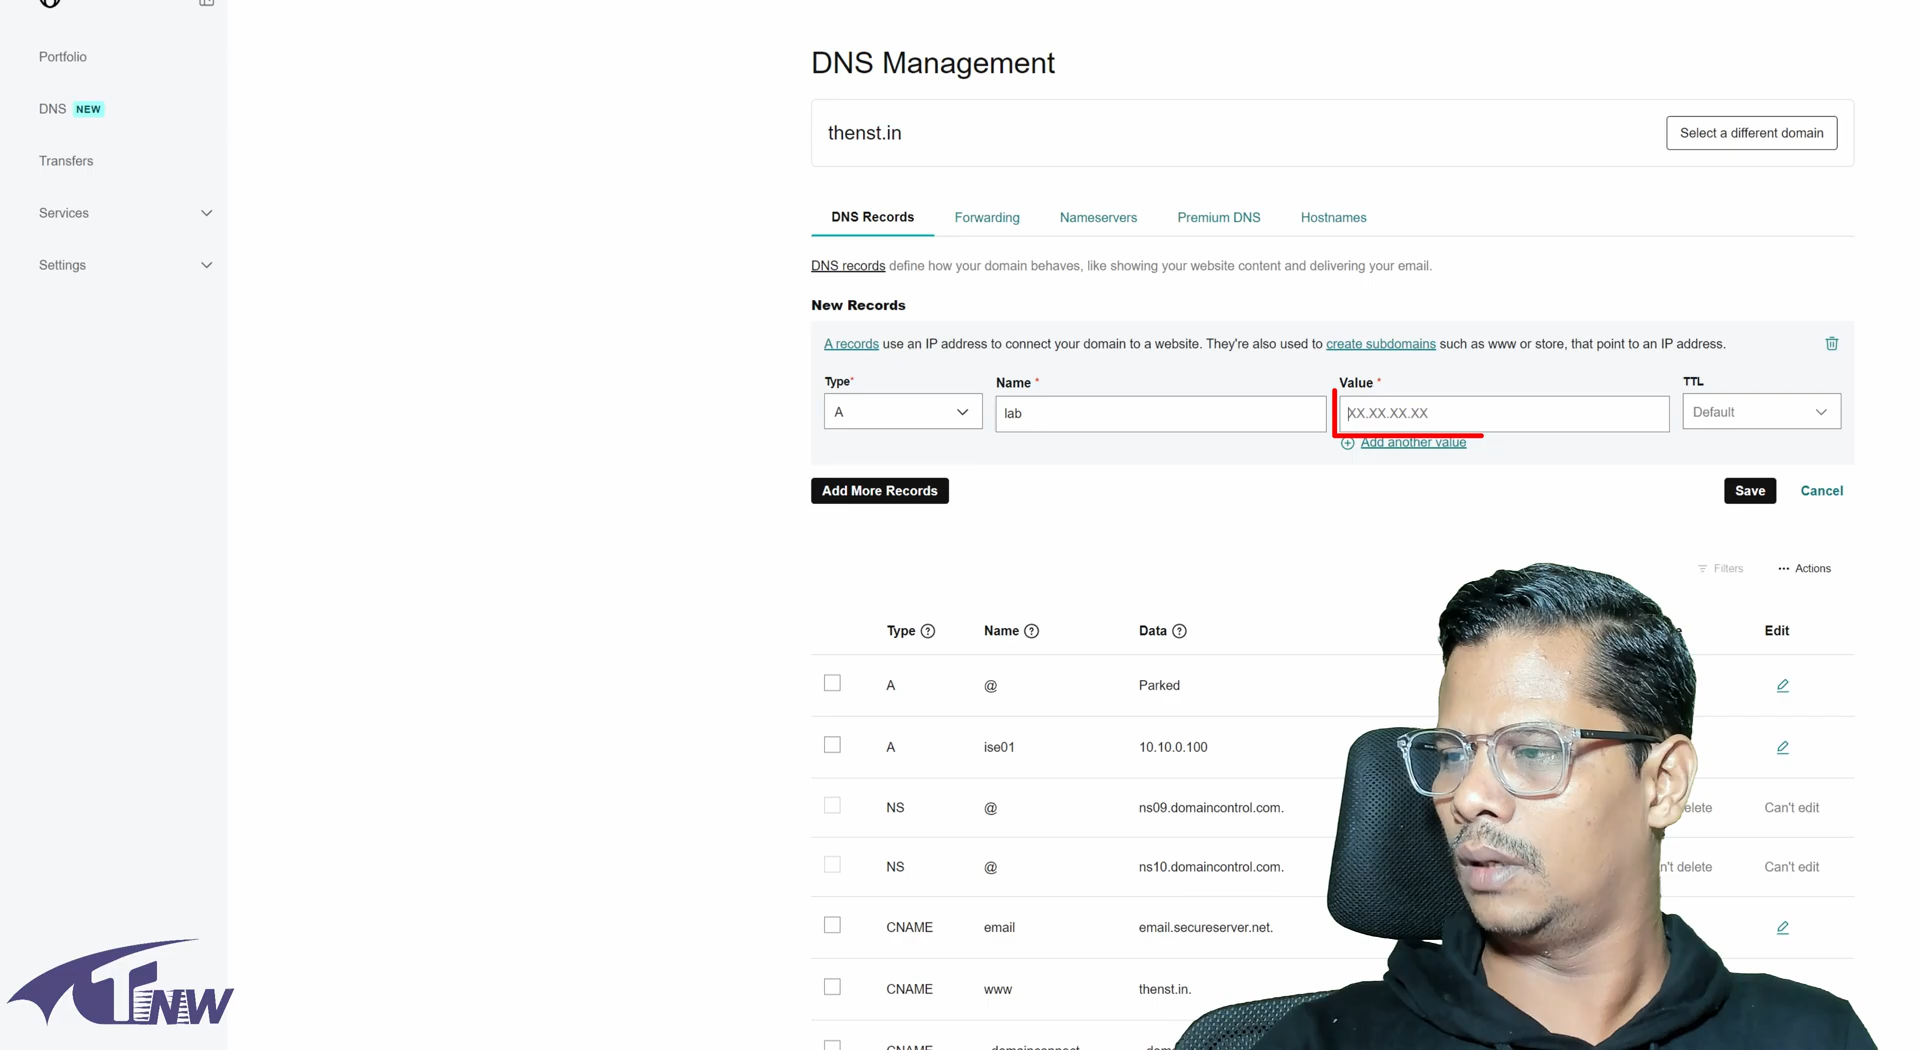 Portfolio
DNS NEW
Transfers
Services
Settings
DNS Management
thenst.in
Select a different domain
DNS Records Forwarding Nameservers Premium DNS Hostnames
DNS records define how your domain behaves, like showing your website content and delivering your email.
New Records
A records use an IP address to connect your domain to a website. They're also used to create subdomains such as www or store, that point to an IP address.
Type* Name * Value * TTL
A lab XX.XX.XX.XX Default
Add another value
Add More Records Save Cancel
Filters ··· Actions
Type Name Data Edit
A @ Parked
A ise01 10.10.0.100
NS @ ns09.domaincontrol.com. elete Can't edit
NS @ ns10.domaincontrol.com. n't delete Can't edit
CNAME email email.secureserver.net.
CNAME www thenst.in.
CNAME _domainconnect
TNW